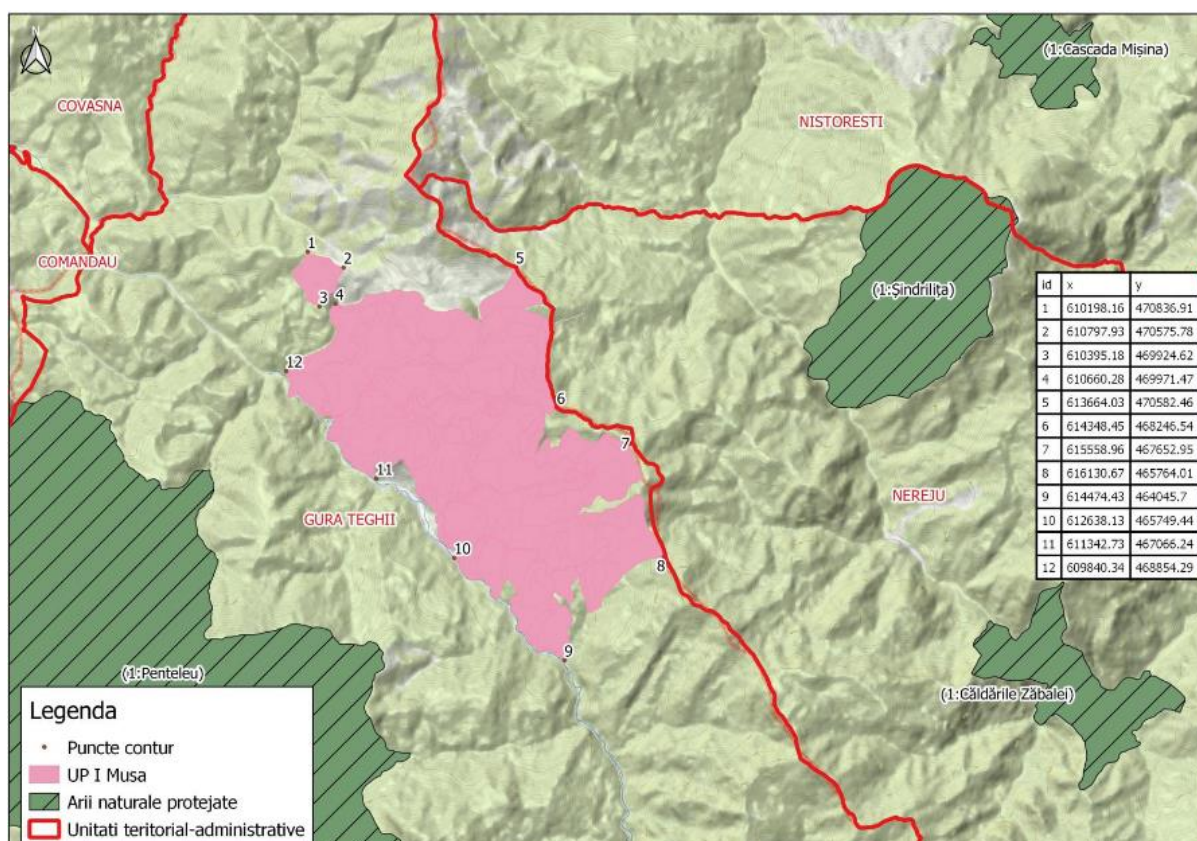 N
(1:Cascada Mișina)
COVASNA
NISTORESTI
1
2
5
COMANDAU
3
4
(1:Șindrilița)
12
6
7
11
GURA TEGHII
NEREJU
10
8
9
(1:Penteleu)
(1:Căldările Zăbalei)
id x y
1 610198.16 470836.91
2 610797.93 470575.78
3 610395.18 469924.62
4 610660.28 469971.47
5 613664.03 470582.46
6 614348.45 468246.54
7 615558.96 467652.95
8 616130.67 465764.01
9 614474.43 464045.7
10 612638.13 465749.44
11 611342.73 467066.24
12 609840.34 468854.29
Legenda
Puncte contur
UP I Musa
Arii naturale protejate
Unitati teritorial-administrative